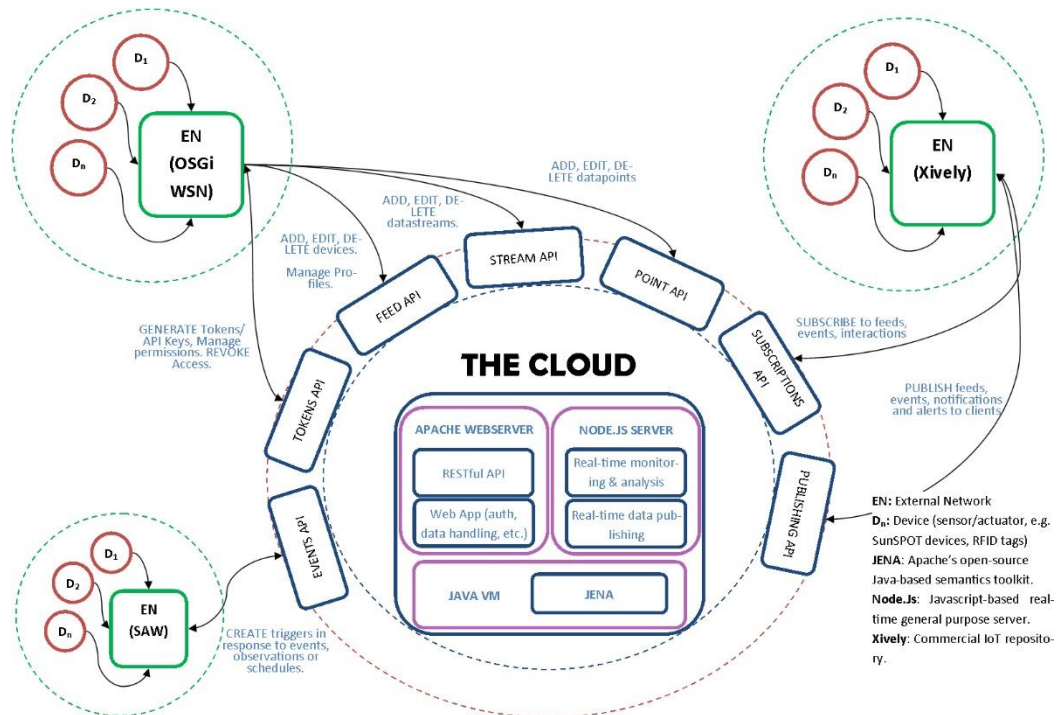 D1
D2
Dn
EN
(OSGi
WSN)
D1
D2
Dn
EN
(Xively)
ADD, EDIT, DE-
LETE datapoints
ADD, EDIT, DE-
LETE
datastreams.
ADD, EDIT, DE-
LETE devices.
Manage Pro-
files.
GENERATE Tokens/
API Keys, Manage
permissions. REVOKE
Access.
STREAM API
POINT API
FEED API
SUBSCRIPTIONS
API
TOKENS API
PUBLISHING API
EVENTS API
SUBSCRIBE to feeds,
events, interactions
PUBLISH feeds,
events, notifications
and alerts to clients
THE CLOUD
APACHE WEBSERVER
RESTful API
Web App (auth,
data handling, etc.)
NODE.JS SERVER
Real-time monitor-
ing & analysis
Real-time data pub-
lishing
JAVA VM
JENA
D1
D2
Dn
EN
(SAW)
CREATE triggers in
response to events,
observations or
schedules.
EN: External Network
Dn: Device (sensor/actuator, e.g.
SunSPOT devices, RFID tags)
JENA: Apache's open-source
Java-based semantics toolkit.
Node.Js: Javascript-based real-
time general purpose server.
Xively: Commercial IoT reposito-
ry.